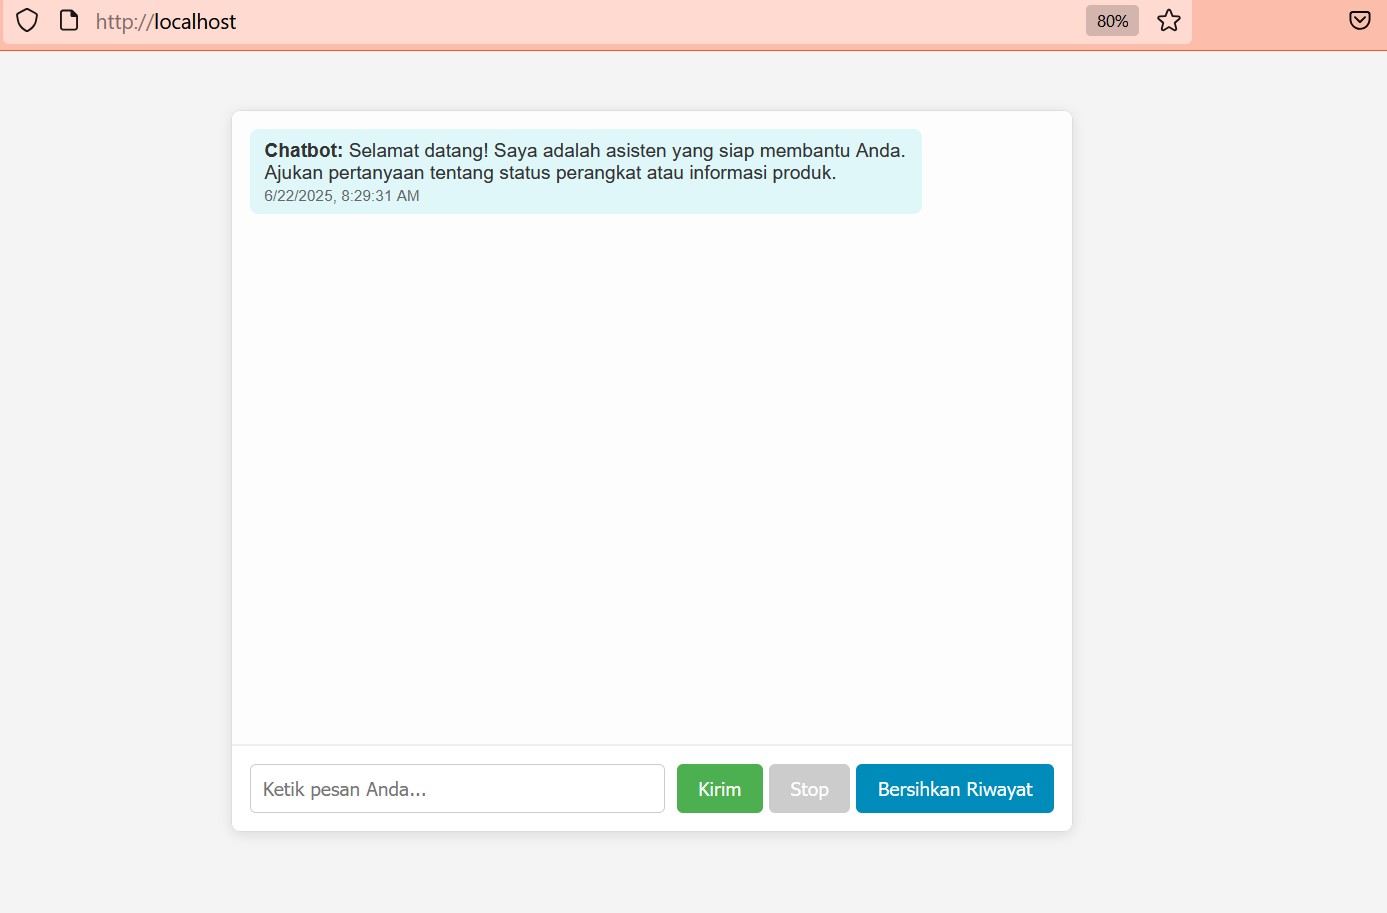 http://localhost
80%
Chatbot: Selamat datang! Saya adalah asisten yang siap membantu Anda.
Ajukan pertanyaan tentang status perangkat atau informasi produk.
6/22/2025, 8:29:31 AM
Ketik pesan Anda...
Kirim
Stop
Bersihkan Riwayat